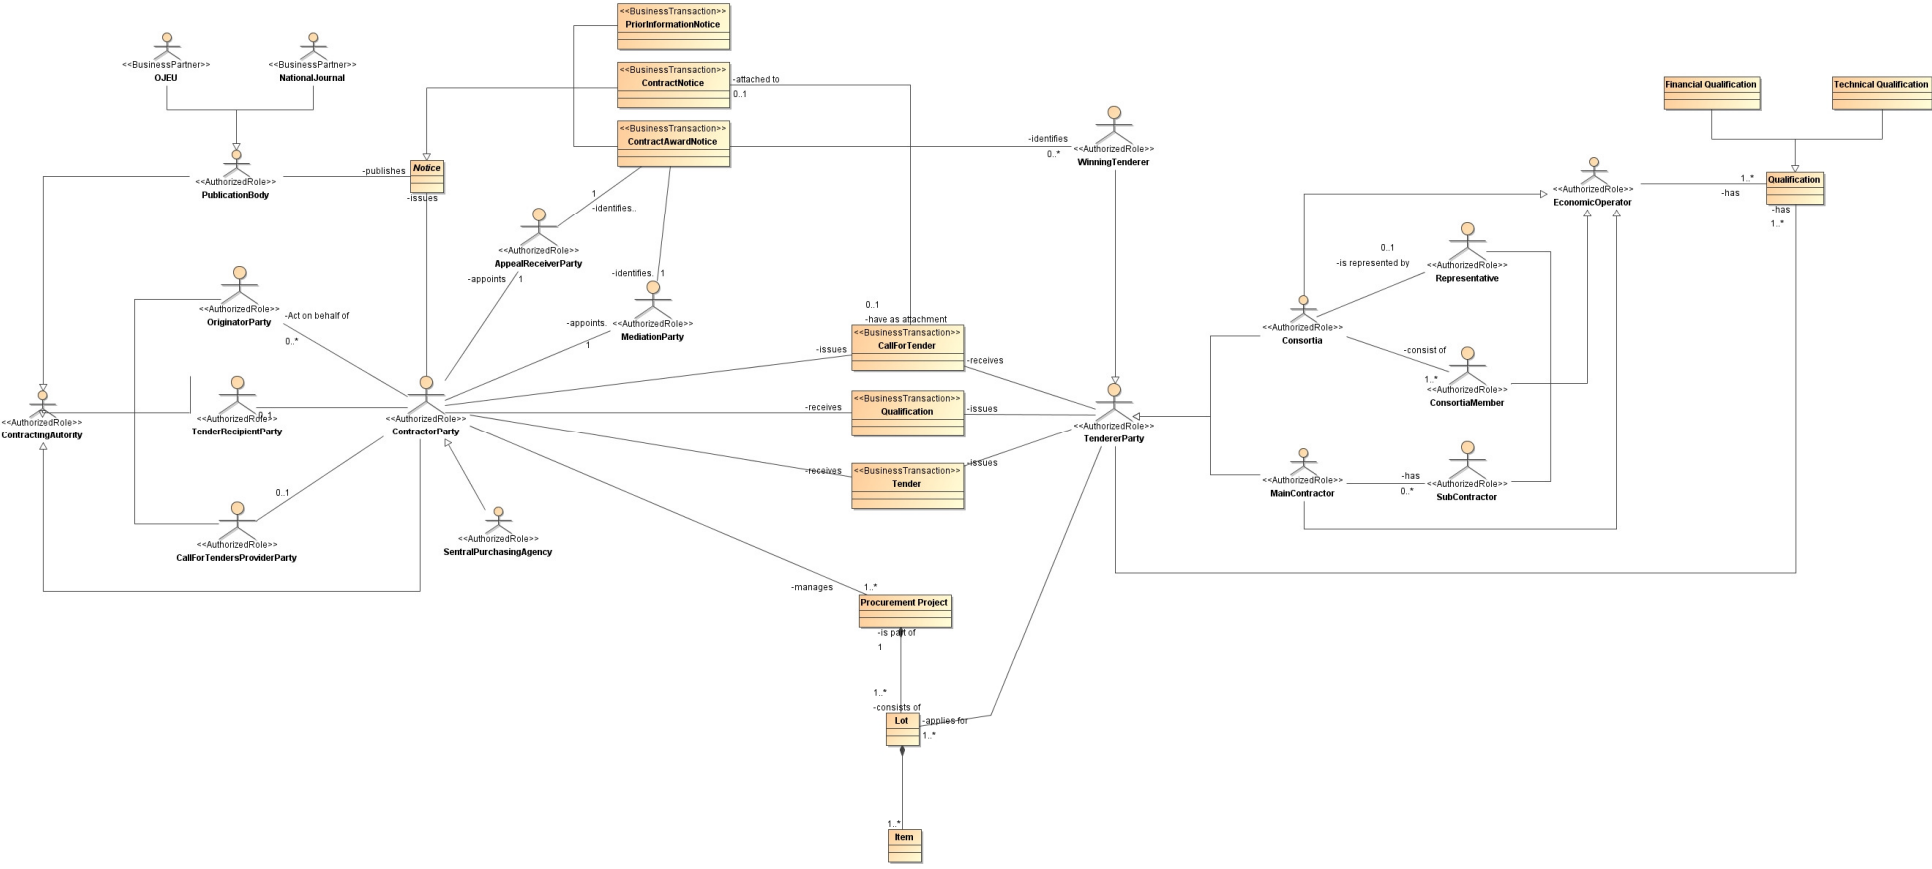 <<BusinessTransaction>>
PriorInformationNotice
<<BusinessPartner>>
OJEU
<<BusinessPartner>>
NationalJournal
<<BusinessTransaction>>
ContractNotice
-attached to
0..1
Financial Qualification
Technical Qualification
<<BusinessTransaction>>
ContractAwardNotice
-identifies
0..*
<<AuthorizedRole>>
WinningTenderer
<<AuthorizedRole>>
PublicationBody
-publishes
Notice
-issues
<<AuthorizedRole>>
EconomicOperator
1..*
-has
Qualification
-has
1..*
1
-identifies..
<<AuthorizedRole>>
AppealReceiverParty
-appoints
1
-identifies.
1
<<AuthorizedRole>>
MediationParty
-appoints.
1
0..1
-is represented by
<<AuthorizedRole>>
Representative
<<AuthorizedRole>>
OriginatorParty
-Act on behalf of
0..*
0..1
-have as attachment
<<BusinessTransaction>>
CallForTender
-issues
-receives
<<AuthorizedRole>>
Consortia
-consist of
1..*
<<AuthorizedRole>>
ConsortiaMember
<<AuthorizedRole>>
ContractingAutority
<<AuthorizedRole>>
TenderRecipientParty
0..1
<<AuthorizedRole>>
ContractorParty
-receives
<<BusinessTransaction>>
Qualification
-issues
<<AuthorizedRole>>
TendererParty
-receives
<<BusinessTransaction>>
Tender
-issues
<<AuthorizedRole>>
MainContractor
-has
0..*
<<AuthorizedRole>>
SubContractor
0..1
<<AuthorizedRole>>
CallForTendersProviderParty
<<AuthorizedRole>>
SentralPurchasingAgency
-manages
1..*
Procurement Project
-is part of
1
1..*
-consists of
Lot
-applies for
1..*
1..*
Item